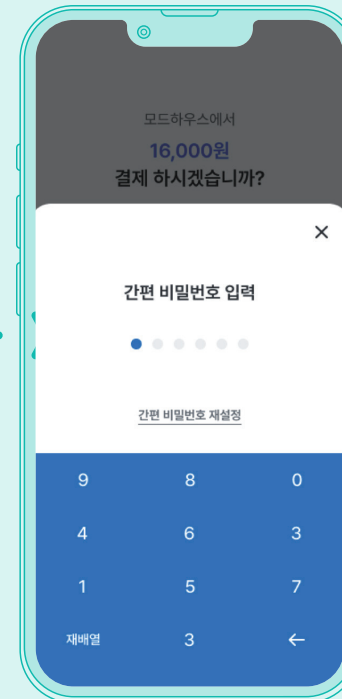 모드하우스에서
16,000원
결제 하시겠습니까?
간편 비밀번호 입력
간편 비밀번호 재설정
9 8 0
4 6 3
1 5 7
재배열 3